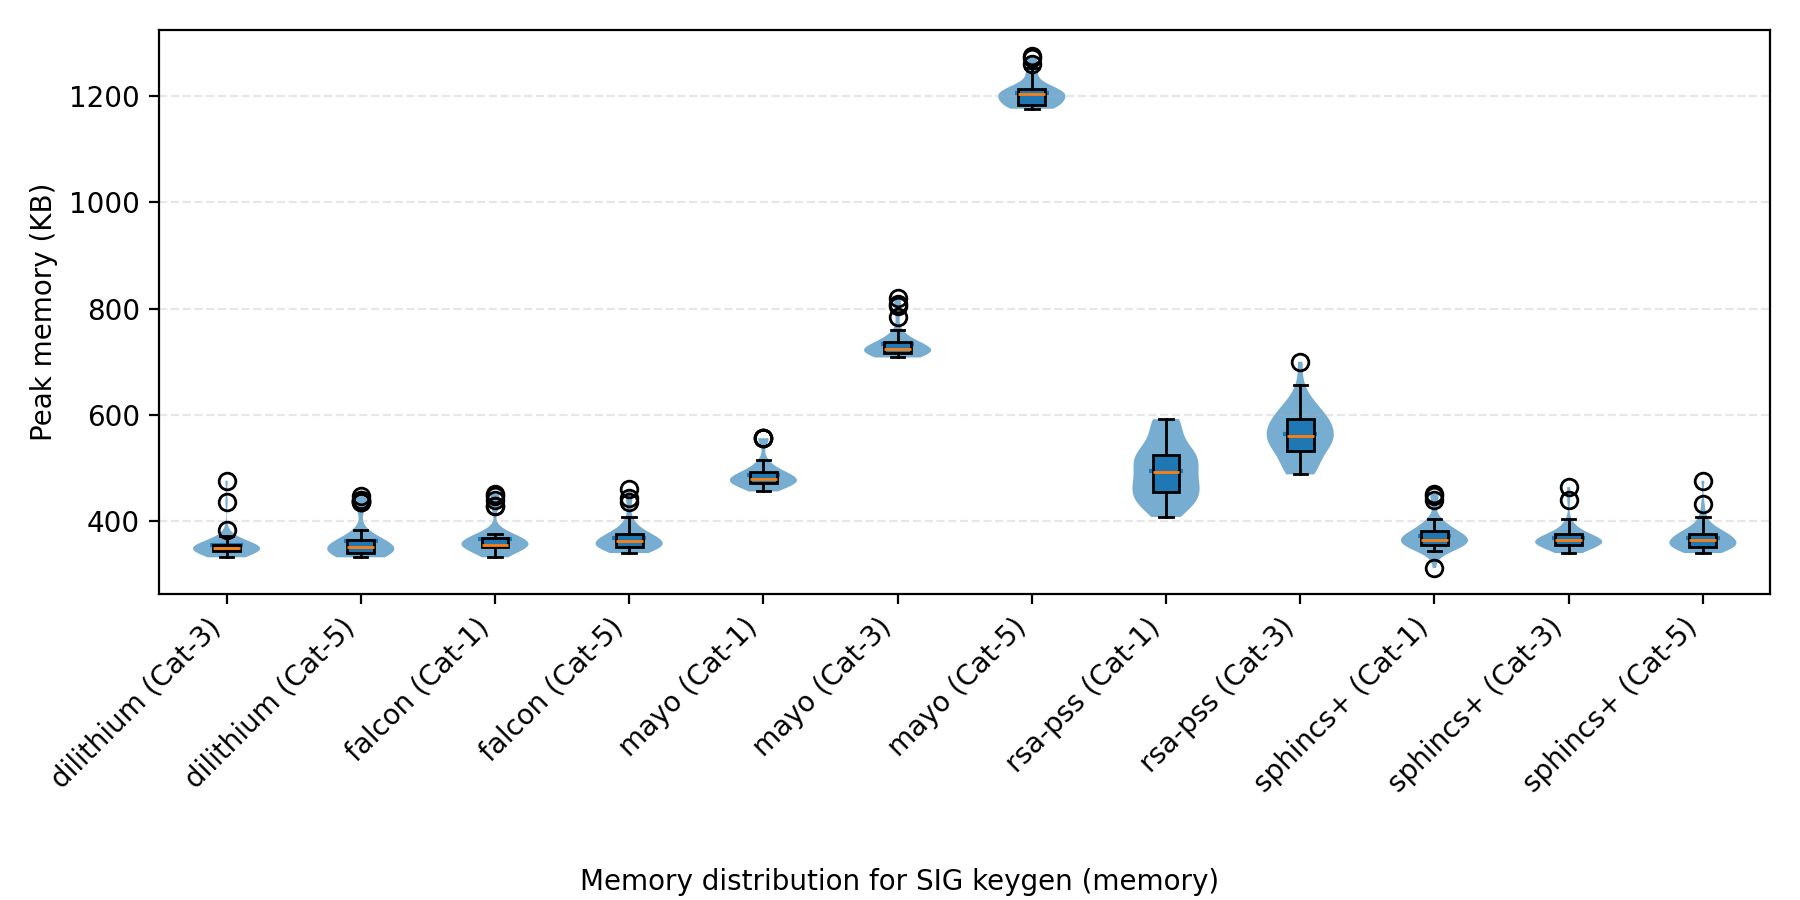 Peak memory (KB)
1200
1000
800
600
400
dilithium (Cat-3)
dilithium (Cat-5)
falcon (Cat-1)
falcon (Cat-5)
mayo (Cat-1)
mayo (Cat-3)
mayo (Cat-5)
rsa-pss (Cat-1)
rsa-pss (Cat-3)
sphincs+ (Cat-1)
sphincs+ (Cat-3)
sphincs+ (Cat-5)
Memory distribution for SIG keygen (memory)